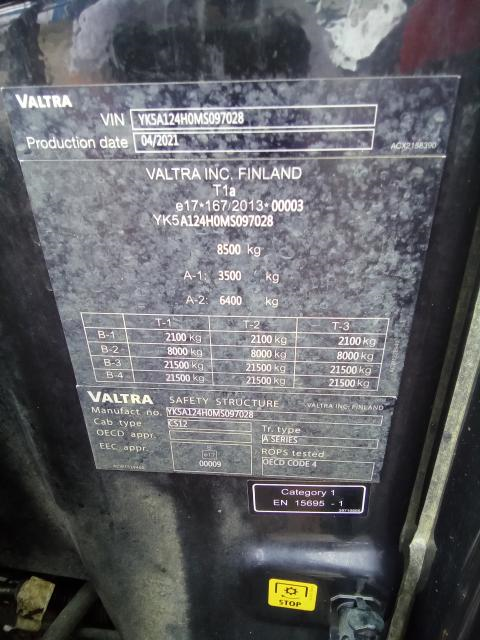 VALTRA
VIN YK5A124H0MS097028
Production date 04/2021
ACX2158390
VALTRA INC. FINLAND
T1a
e17*167/2013*00003
YK5A124H0MS097028
8500 kg
A-1: 3500 kg
A-2: 6400 kg
T-1 T-2 T-3
B-1 2100 kg 2100 kg 2100 kg
B-2 8000 kg 8000 kg 8000 kg
B-3 21500 kg 21500 kg 21500 kg
B-4 21500 kg 21500 kg 21500 kg
VALTRA SAFETY STRUCTURE VALTRA INC. FINLAND
Manufact no. YK5A124H0MS097028
Cab type CS12 Tr. type
OECD appr. A SERIES
EEC appr. e17 ROPS tested
00009 OECD CODE 4
Category 1
EN 15695 - 1
STOP